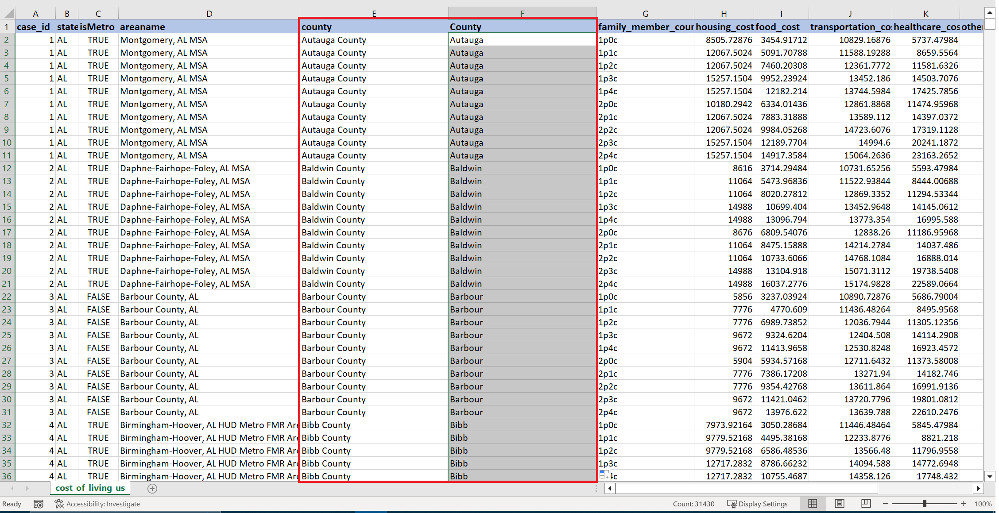 A B C D E F G H I J K
1 case_id state isMetro areaname county County family_member_coun housing_cost food_cost transportation_co healthcare_cos other
2 1 AL TRUE Montgomery, AL MSA Autauga County Autauga 1p0c 8505.72876 3454.91712 10829.16876 5737.47984
3 1 AL TRUE Montgomery, AL MSA Autauga County Autauga 1p1c 12067.5024 5091.70788 11588.19288 8659.5564
4 1 AL TRUE Montgomery, AL MSA Autauga County Autauga 1p2c 12067.5024 7460.20308 12361.7772 11581.6326
5 1 AL TRUE Montgomery, AL MSA Autauga County Autauga 1p3c 15257.1504 9952.23924 13452.186 14503.7076
6 1 AL TRUE Montgomery, AL MSA Autauga County Autauga 1p4c 15257.1504 12182.214 13744.5984 17425.7856
7 1 AL TRUE Montgomery, AL MSA Autauga County Autauga 2p0c 10180.2942 6334.01436 12861.8868 11474.95968
8 1 AL TRUE Montgomery, AL MSA Autauga County Autauga 2p1c 12067.5024 7883.31888 13589.112 14397.0372
9 1 AL TRUE Montgomery, AL MSA Autauga County Autauga 2p2c 12067.5024 9984.05268 14723.6076 17319.1128
10 1 AL TRUE Montgomery, AL MSA Autauga County Autauga 2p3c 15257.1504 12189.7704 14994.6 20241.1872
11 1 AL TRUE Montgomery, AL MSA Autauga County Autauga 2p4c 15257.1504 14917.3584 15064.2636 23163.2652
12 2 AL TRUE Daphne-Fairhope-Foley, AL MSA Baldwin County Baldwin 1p0c 8616 3714.29484 10731.65256 5593.47984
13 2 AL TRUE Daphne-Fairhope-Foley, AL MSA Baldwin County Baldwin 1p1c 11064 5473.96836 11522.93844 8444.00688
14 2 AL TRUE Daphne-Fairhope-Foley, AL MSA Baldwin County Baldwin 1p2c 11064 8020.27812 12869.3352 11294.53344
15 2 AL TRUE Daphne-Fairhope-Foley, AL MSA Baldwin County Baldwin 1p3c 14988 10699.404 13452.9648 14145.0612
16 2 AL TRUE Daphne-Fairhope-Foley, AL MSA Baldwin County Baldwin 1p4c 14988 13096.794 13773.354 16995.588
17 2 AL TRUE Daphne-Fairhope-Foley, AL MSA Baldwin County Baldwin 2p0c 8676 6809.54076 12838.26 11186.95968
18 2 AL TRUE Daphne-Fairhope-Foley, AL MSA Baldwin County Baldwin 2p1c 11064 8475.15888 14214.2784 14037.486
19 2 AL TRUE Daphne-Fairhope-Foley, AL MSA Baldwin County Baldwin 2p2c 11064 10733.6066 14768.1084 16888.014
20 2 AL TRUE Daphne-Fairhope-Foley, AL MSA Baldwin County Baldwin 2p3c 14988 13104.918 15071.3112 19738.5408
21 2 AL TRUE Daphne-Fairhope-Foley, AL MSA Baldwin County Baldwin 2p4c 14988 16037.2776 15174.9828 22589.0664
22 3 AL FALSE Barbour County, AL Barbour County Barbour 1p0c 5856 3237.03924 10890.72876 5686.79004
23 3 AL FALSE Barbour County, AL Barbour County Barbour 1p1c 7776 4770.609 11436.48264 8495.9568
24 3 AL FALSE Barbour County, AL Barbour County Barbour 1p2c 7776 6989.73852 12036.7944 11305.12356
25 3 AL FALSE Barbour County, AL Barbour County Barbour 1p3c 9672 9324.6204 12404.508 14114.2908
26 3 AL FALSE Barbour County, AL Barbour County Barbour 1p4c 9672 11413.9658 12530.8248 16923.4572
27 3 AL FALSE Barbour County, AL Barbour County Barbour 2p0c 5904 5934.57168 12711.6432 11373.58008
28 3 AL FALSE Barbour County, AL Barbour County Barbour 2p1c 7776 7386.17208 13271.94 14182.746
29 3 AL FALSE Barbour County, AL Barbour County Barbour 2p2c 7776 9354.42768 13611.864 16991.9136
30 3 AL FALSE Barbour County, AL Barbour County Barbour 2p3c 9672 11421.0462 13720.7796 19801.0812
31 3 AL FALSE Barbour County, AL Barbour County Barbour 2p4c 9672 13976.622 13639.788 22610.2476
32 4 AL TRUE Birmingham-Hoover, AL HUD Metro FMR Are Bibb County Bibb 1p0c 7973.92164 3050.28684 11446.48464 5845.47984
33 4 AL TRUE Birmingham-Hoover, AL HUD Metro FMR Are Bibb County Bibb 1p1c 9779.52168 4495.38168 12233.8776 8821.218
34 4 AL TRUE Birmingham-Hoover, AL HUD Metro FMR Are Bibb County Bibb 1p2c 9779.52168 6586.48536 13566.48 11796.9558
35 4 AL TRUE Birmingham-Hoover, AL HUD Metro FMR Are Bibb County Bibb 1p3c 12717.2832 8786.66232 14094.588 14772.6948
36 4 AL TRUE Birmingham-Hoover, AL HUD Metro FMR Are Bibb County Bibb 4c 12717.2832 10755.4687 14358.126 17748.432
cost_of_living_us
Ready Accessibility: Investigate Count: 31430 Display Settings 100%